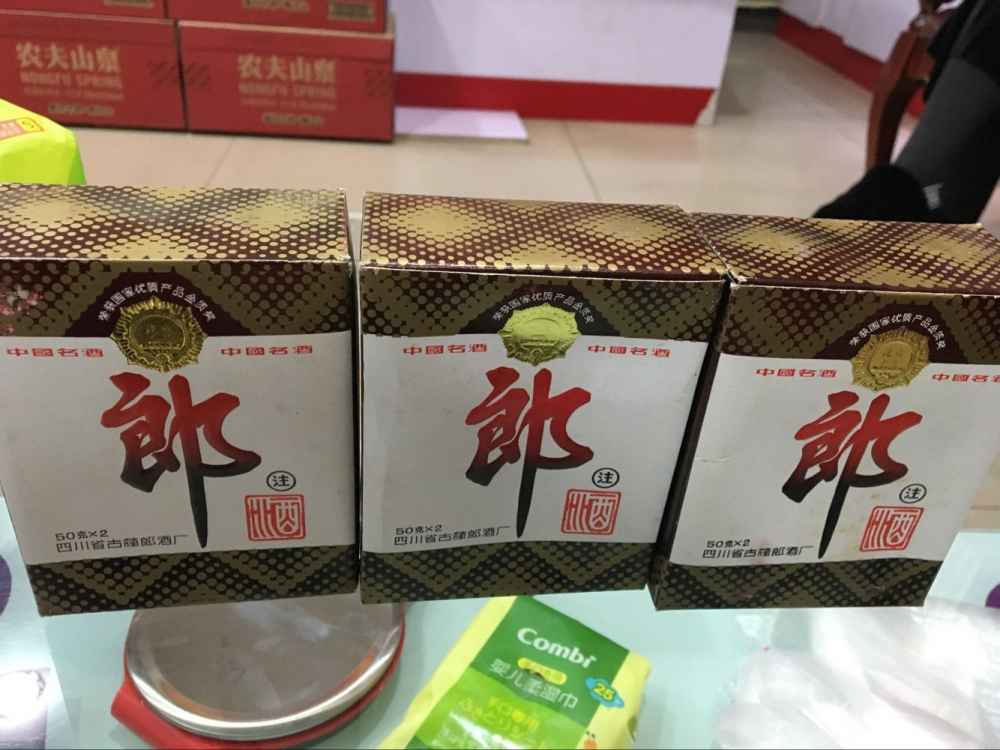 农夫山泉
NONGFU SPRING
农夫山泉
NONGFU SPRING
荣获国家优质产品金质奖
中國名酒
中國名酒
郎
注
酒
50克×2
四川省古蔺郎酒厂
荣获国家优质产品金质奖
中國名酒
中國名酒
郎
注
酒
50克×2
四川省古蔺郎酒厂
荣获国家优质产品金质奖
中國名酒
中國名酒
郎
注
酒
50克×2
四川省古蔺郎酒厂
Combi
婴儿柔湿巾
25